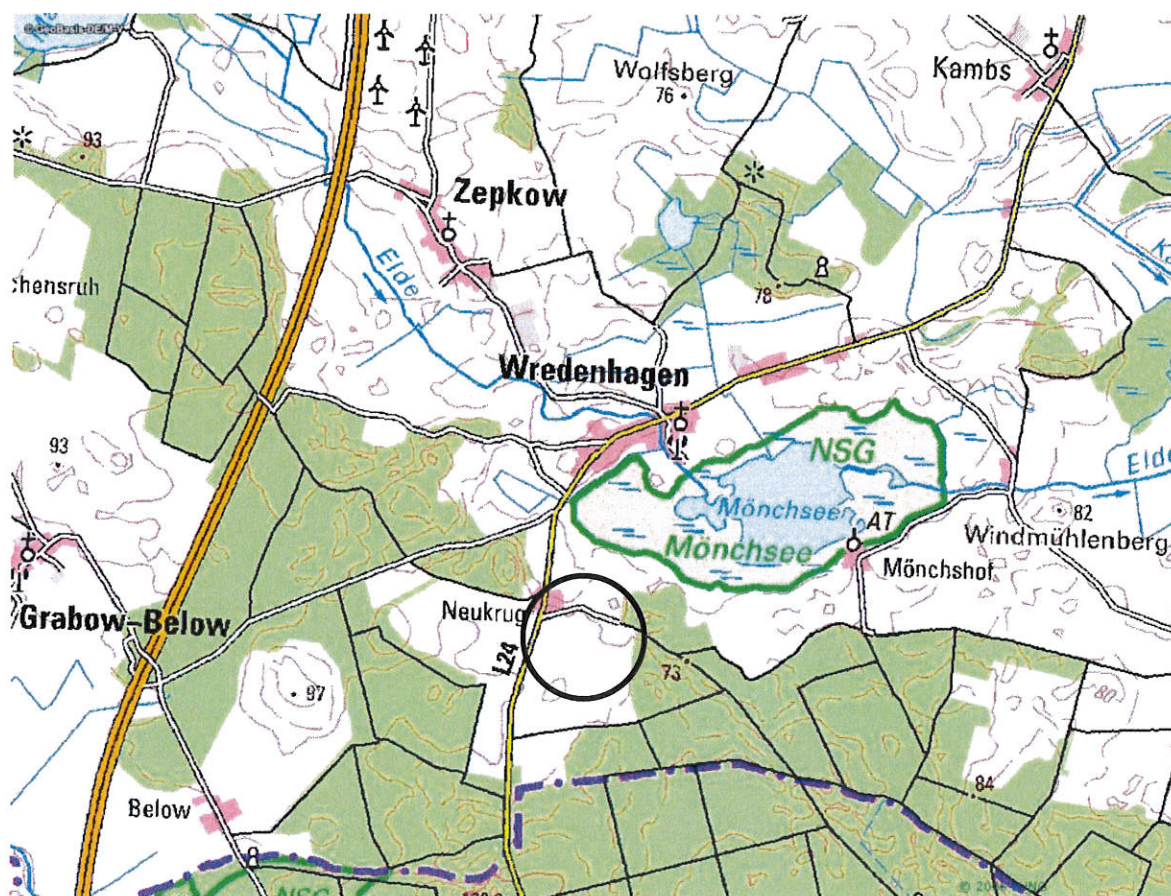 © GeoBasis-DE/M-V
Wolfsberg
76
Kambs
93
Zepkow
Elde
chensruh
78
Wredenhagen
93
NSG
Mönchsee
AT
Mönchsee
Elde
82
Windmühlenberg
Mönchshof
Neukrug
Grabow-Below
L24
73
97
80
84
Below
NSG